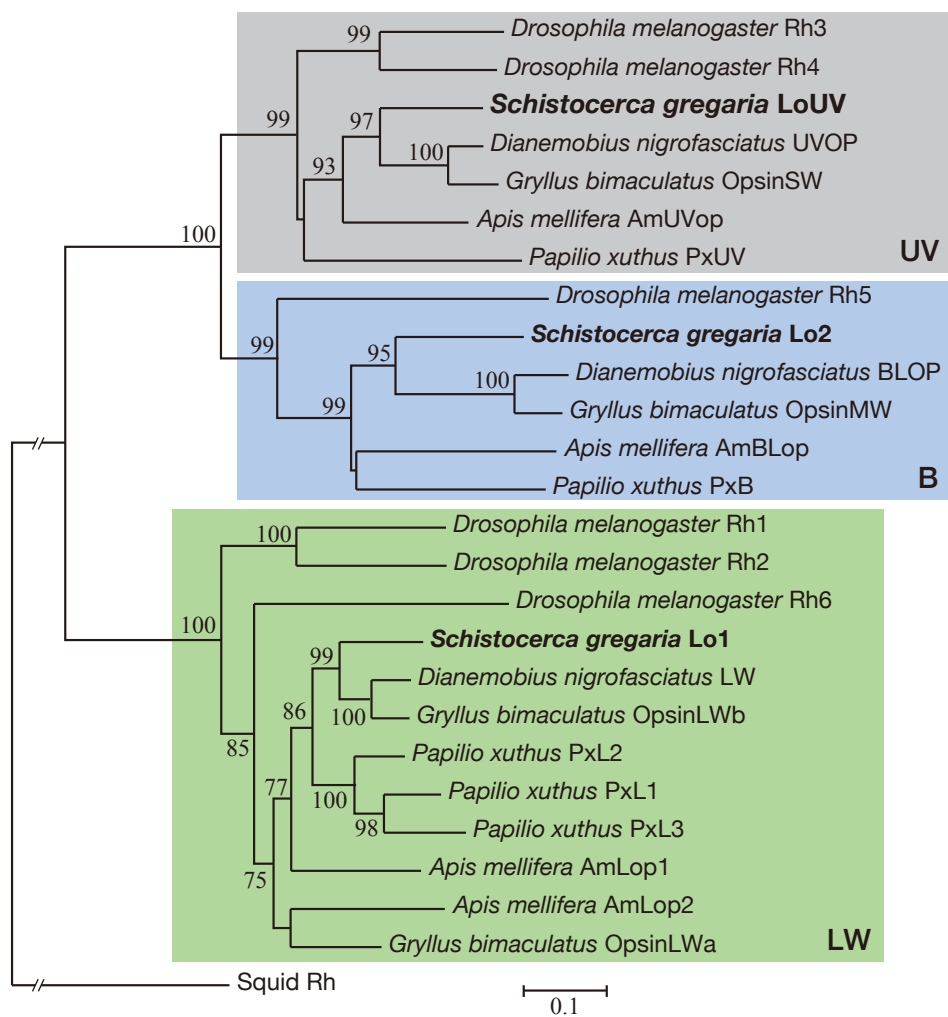 99 Drosophila melanogaster Rh3
Drosophila melanogaster Rh4
99 97 Schistocerca gregaria LoUV
100 Dianemobius nigrofasciatus UVOP
93 Gryllus bimaculatus OpsinSW
Apis mellifera AmUVop
100 Papilio xuthus PxUV UV
Drosophila melanogaster Rh5
99 95 Schistocerca gregaria Lo2
100 Dianemobius nigrofasciatus BLOP
99 Gryllus bimaculatus OpsinMW
Apis mellifera AmBLop
Papilio xuthus PxB B
100 Drosophila melanogaster Rh1
Drosophila melanogaster Rh2
Drosophila melanogaster Rh6
100 99 Schistocerca gregaria Lo1
Dianemobius nigrofasciatus LW
86 100 Gryllus bimaculatus OpsinLWb
85 Papilio xuthus PxL2
77 100 Papilio xuthus PxL1
98 Papilio xuthus PxL3
75 Apis mellifera AmLop1
Apis mellifera AmLop2
Gryllus bimaculatus OpsinLWa LW
Squid Rh
0.1